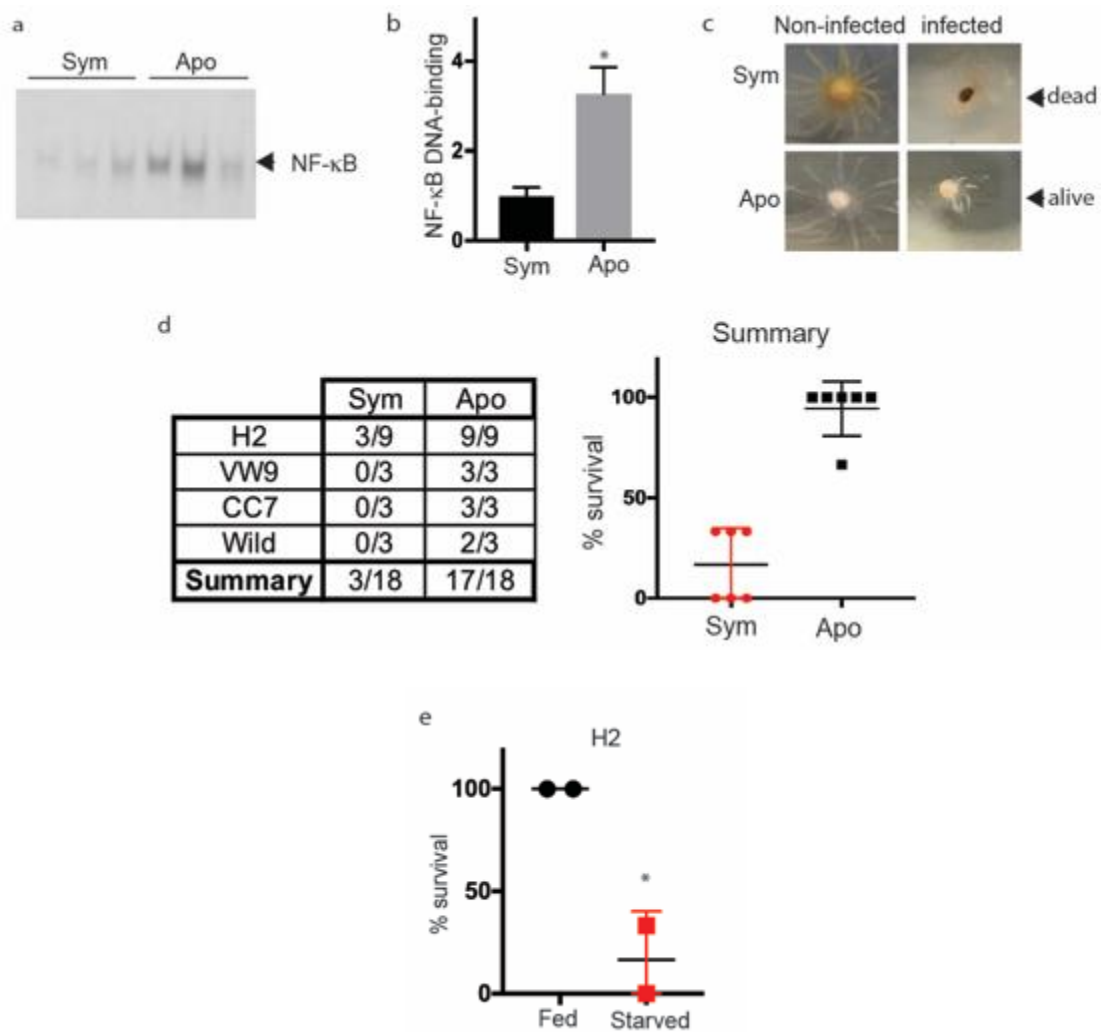 a
Sym Apo
NF-κB
b
NF-κB DNA-binding
4
2
0
*
Sym Apo
c
Non-infected infected
Sym
dead
Apo
alive
d
Sym Apo
H2 3/9 9/9
VW9 0/3 3/3
CC7 0/3 3/3
Wild 0/3 2/3
Summary 3/18 17/18
Summary
% survival
100
50
0
Sym Apo
e
H2
% survival
100
50
0
*
Fed Starved